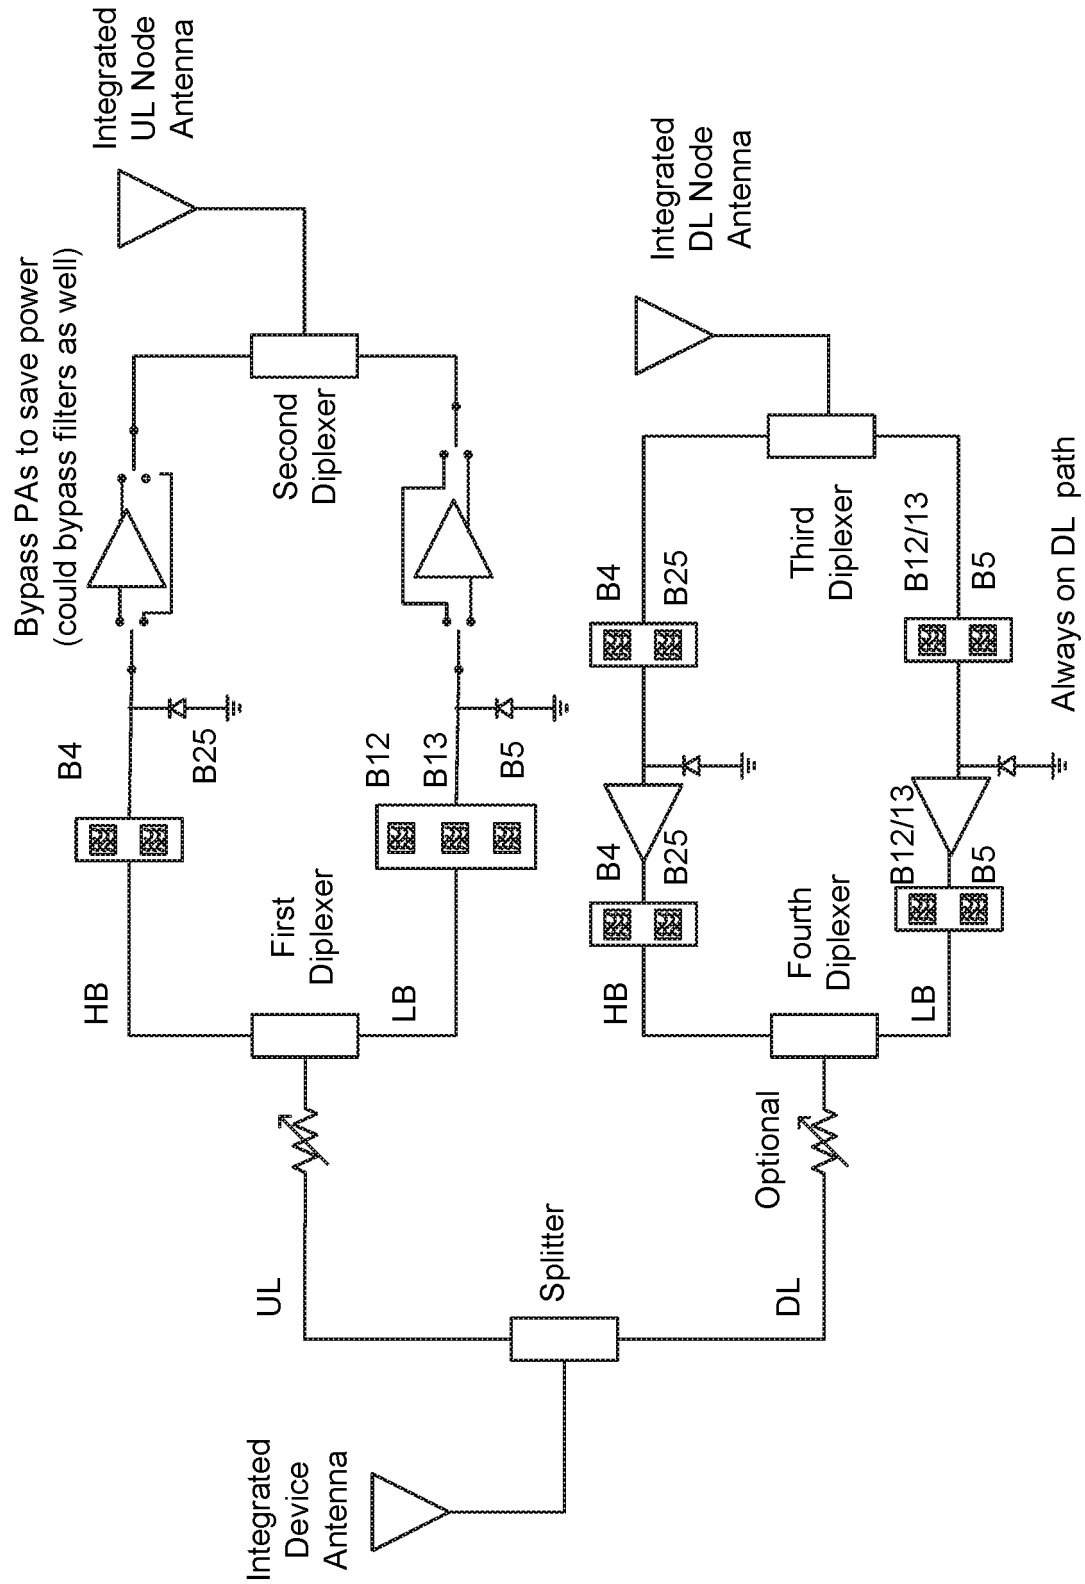 Bypass PAs to save power
(could bypass filters as well)
Integrated
UL Node
Antenna
B4
B25
HB
Second
Diplexer
First
Diplexer
B12
B13
B5
LB
UL
Integrated
Device
Antenna
Splitter
Integrated
DL Node
Antenna
B4
B25
B4
B25
HB
Third
Diplexer
Fourth
Diplexer
Optional
DL
B12/13
B5
B12/13
B5
LB
Always on DL path